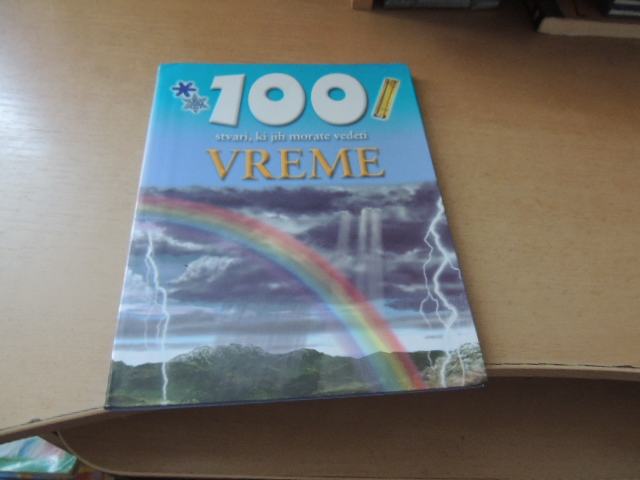 100
stvari, ki jih morate vedeti
VREME